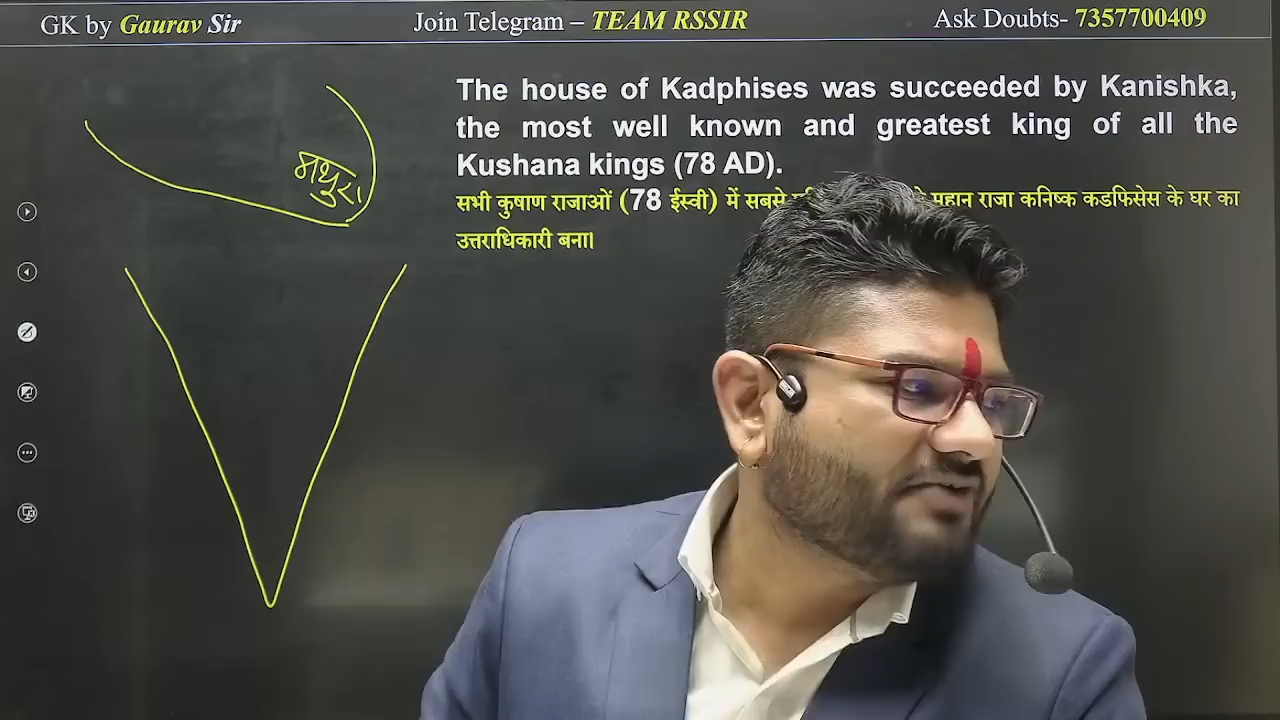 GK by Gaurav Sir
Join Telegram – TEAM RSSIR
Ask Doubts- 7357700409
The house of Kadphises was succeeded by Kanishka,
the most well known and greatest king of all the
Kushana kings (78 AD).
सभी कुषाण राजाओं (78 ईस्वी) में सबसे महान राजा कनिष्क कडफिसेस के घर का
उत्तराधिकारी बना।
मथुरा